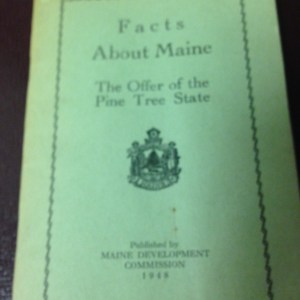 Facts
About Maine
The Offer of the
Pine Tree State
Published by
MAINE DEVELOPMENT
COMMISSION